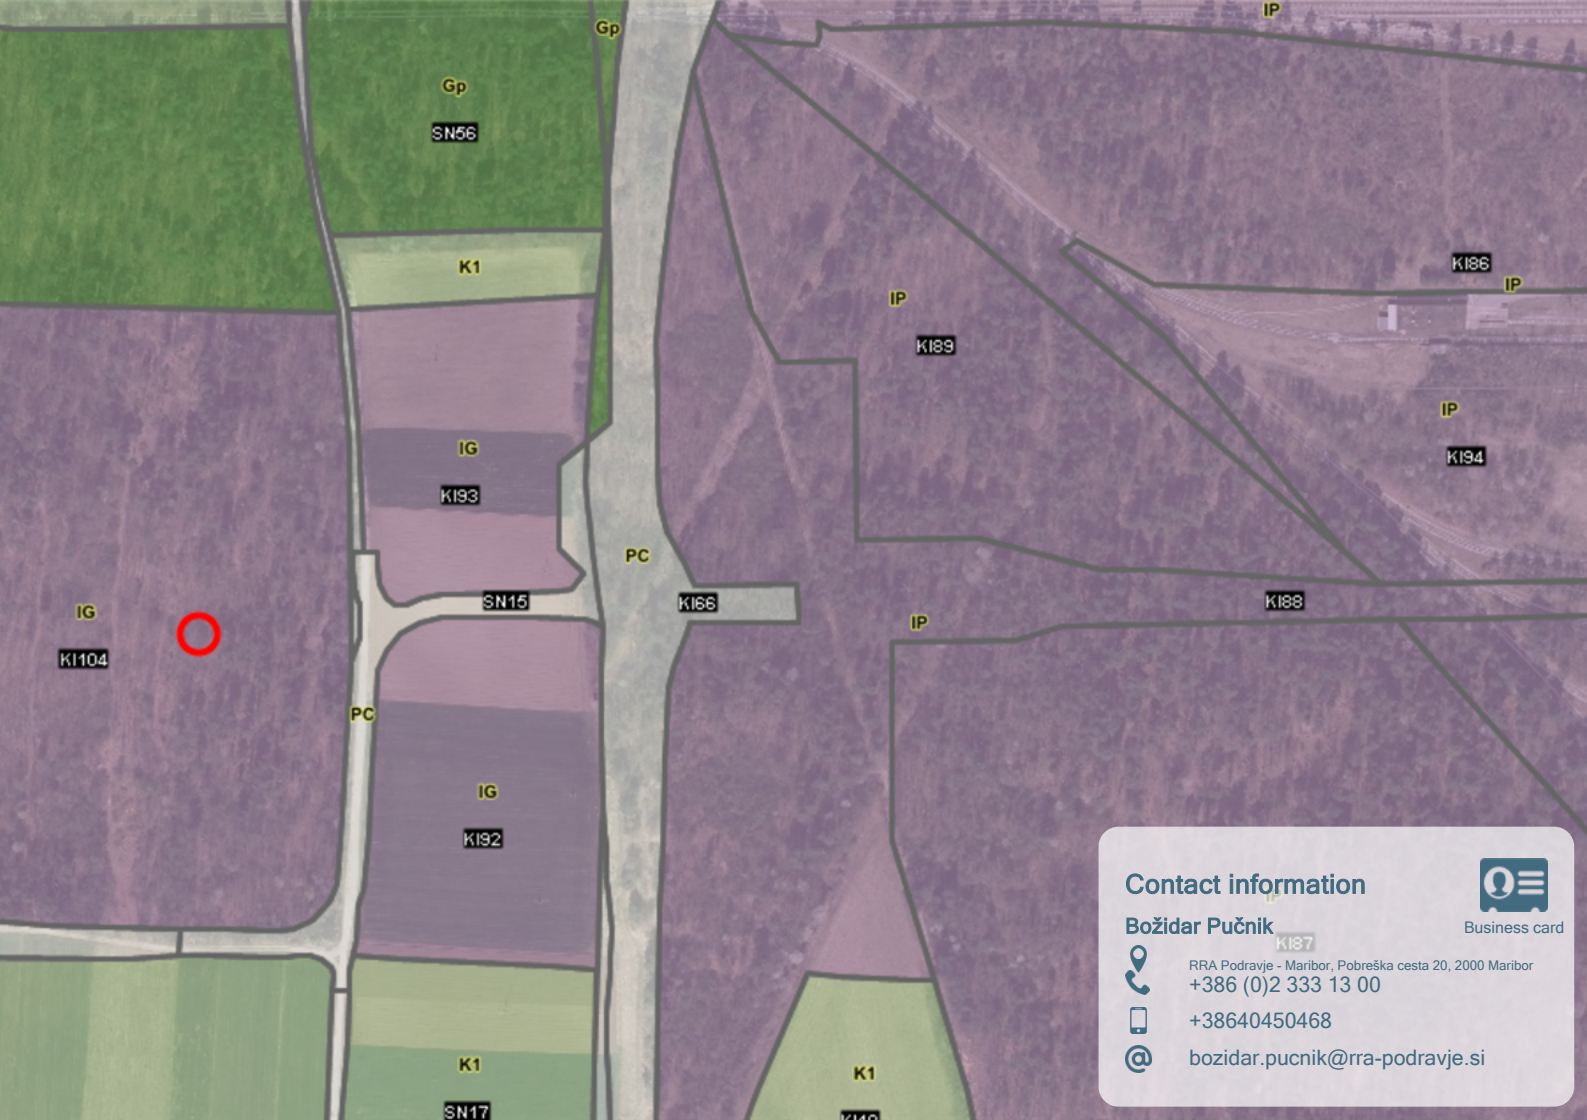 IP
Gp
Gp
SN56
K1
KI86
IP
IP
KI89
IP
IG
KI94
KI93
PC
SN15
KI66
KI88
IG
IP
KI104
PC
IG
KI92
Contact information
IP
Božidar Pučnik
Business card
KI87
RRA Podravje - Maribor, Pobreška cesta 20, 2000 Maribor
+386 (0)2 333 13 00
+38640450468
bozidar.pucnik@rra-podravje.si
K1
K1
SN17